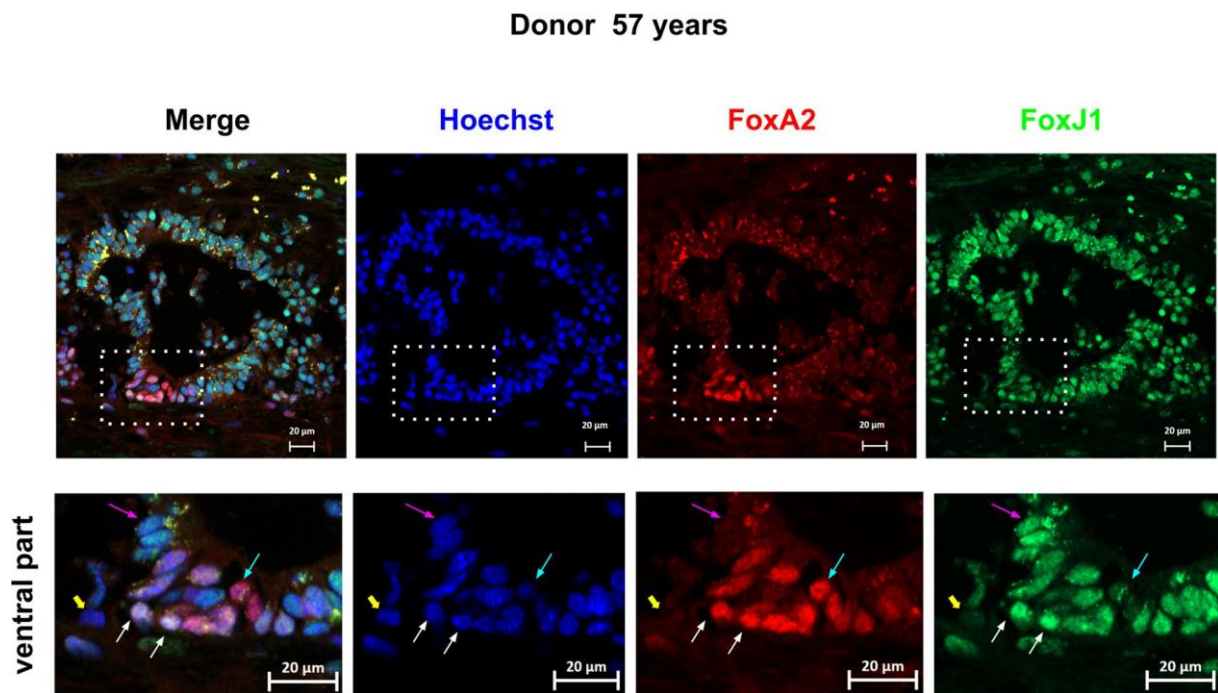 Donor 57 years
Merge Hoechst FoxA2 FoxJ1
20 µm 20 µm 20 µm 20 µm
ventral part
20 µm 20 µm 20 µm 20 µm